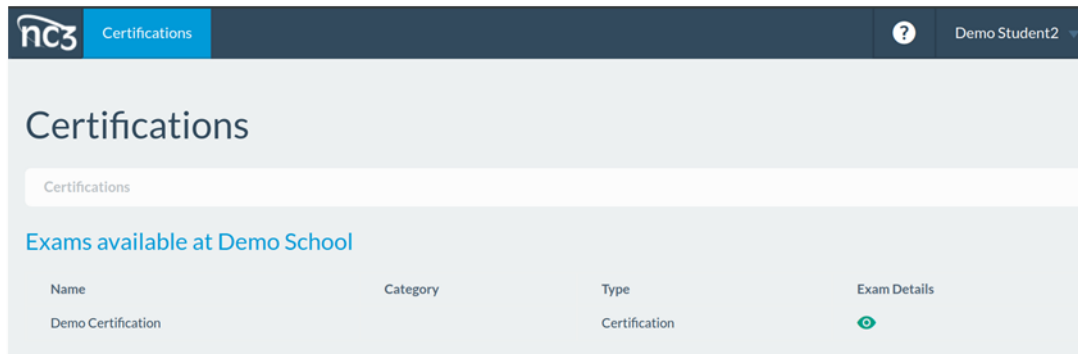 nc3 Certifications ? Demo Student2
Certifications
Certifications
Exams available at Demo School
Name Category Type Exam Details
Demo Certification Certification